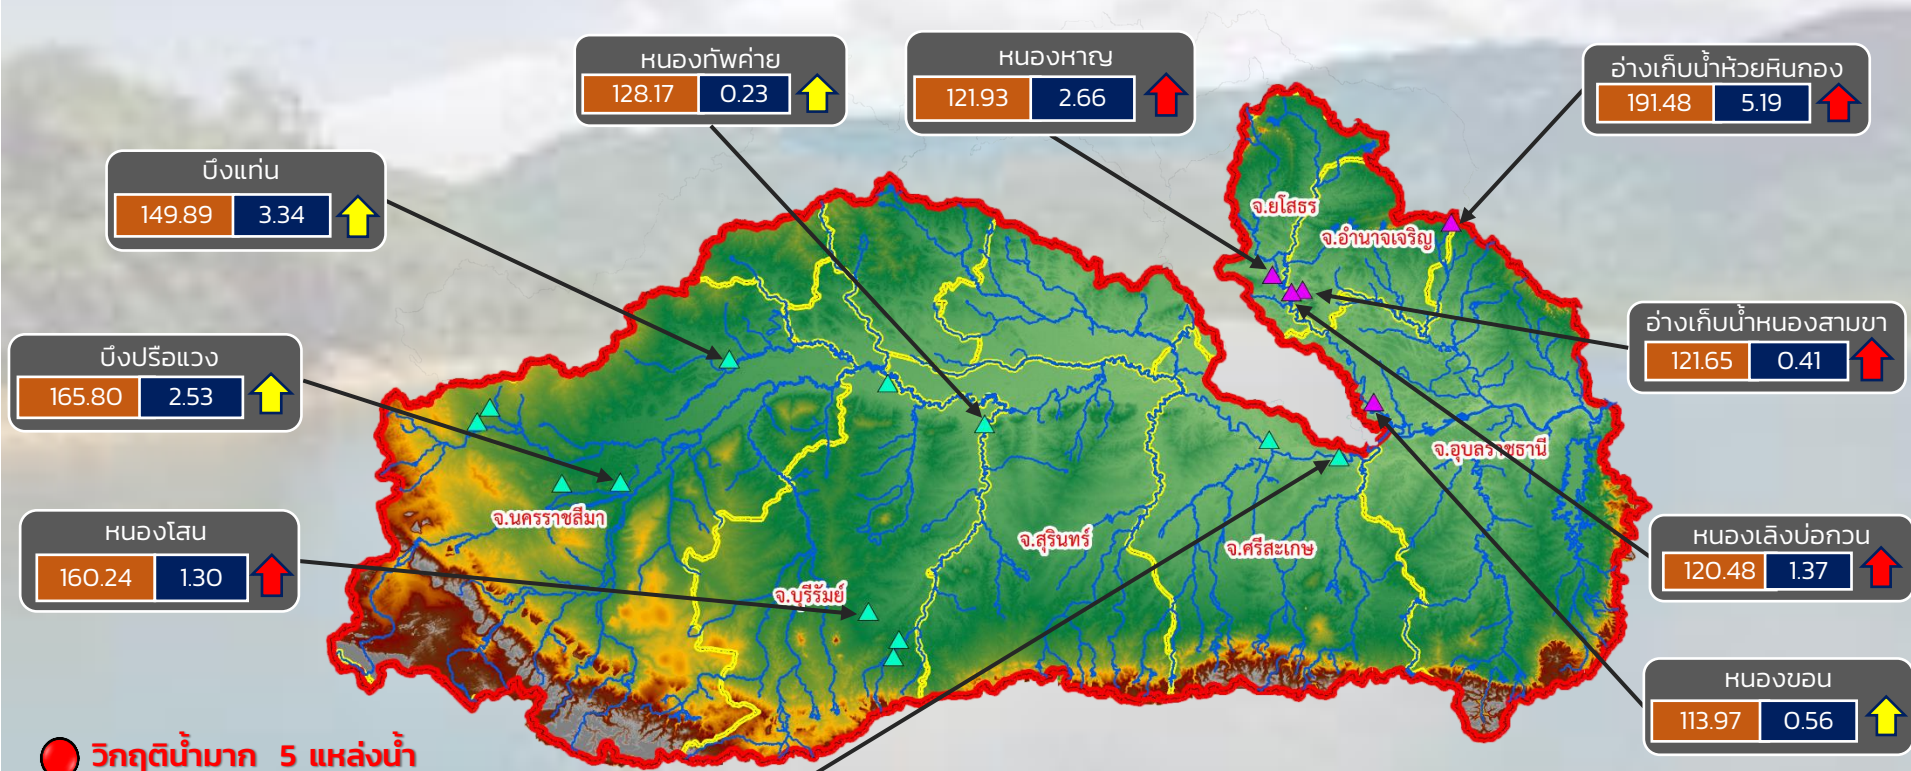 หนองทัพค่าย
128.17 0.23
หนองหาญ
121.93 2.66
อ่างเก็บน้ำห้วยหินกอง
191.48 5.19
บึงแท่น
149.89 3.34
จ.ยโสธร
จ.อำนาจเจริญ
อ่างเก็บน้ำหนองสามขา
121.65 0.41
บึงปรือแวง
165.80 2.53
จ.อุบลราชธานี
จ.นครราชสีมา
จ.สุรินทร์
จ.ศรีสะเกษ
หนองโสน
160.24 1.30
หนองเลิงบ่อกวน
120.48 1.37
จ.บุรีรัมย์
หนองขอน
113.97 0.56
วิกฤติน้ำมาก 5 แหล่งน้ำ